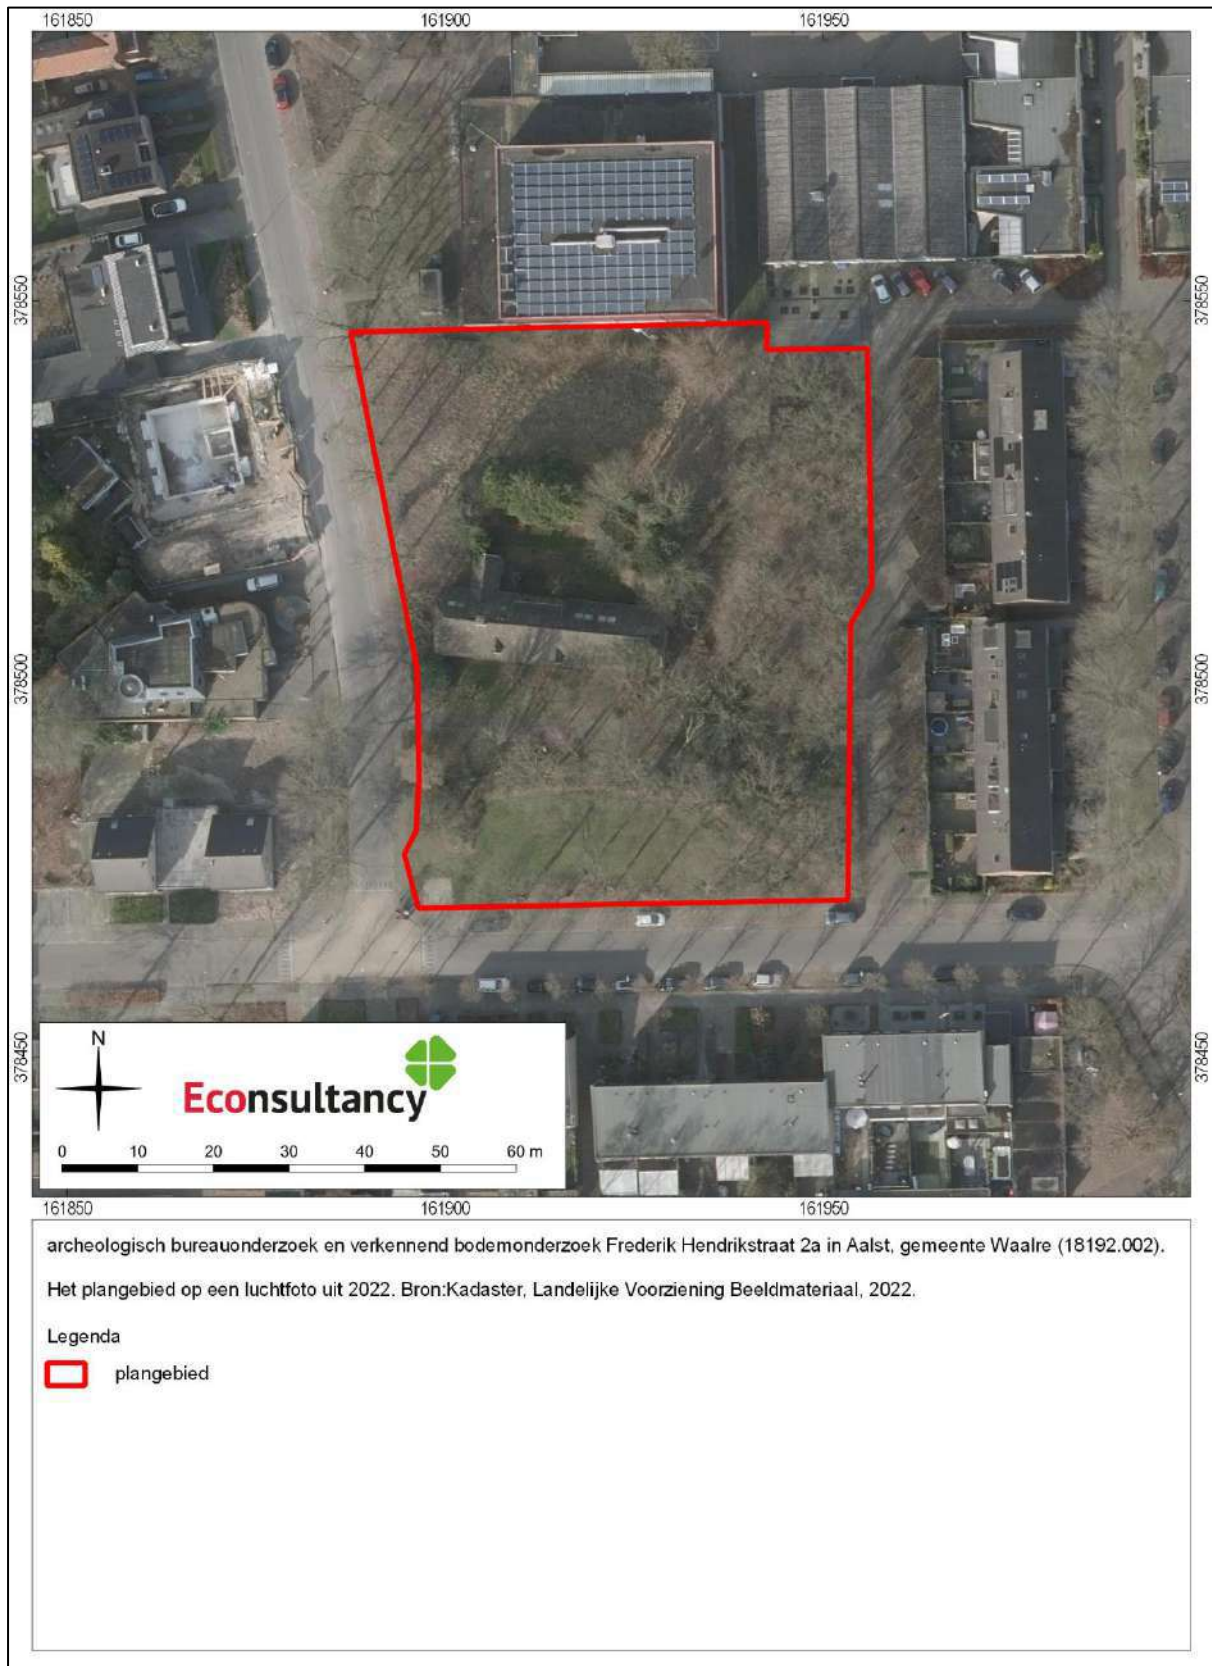 161850 161900 161950
378550 378550
378500 378500
378450 378450
N
Econsultancy
0 10 20 30 40 50 60 m
161850 161900 161950
archeologisch bureauonderzoek en verkennend bodemonderzoek Frederik Hendrikstraat 2a in Aalst, gemeente Waalre (18192.002).
Het plangebied op een luchtfoto uit 2022. Bron:Kadaster, Landelijke Voorziening Beeldmateriaal, 2022.
Legenda
plangebied